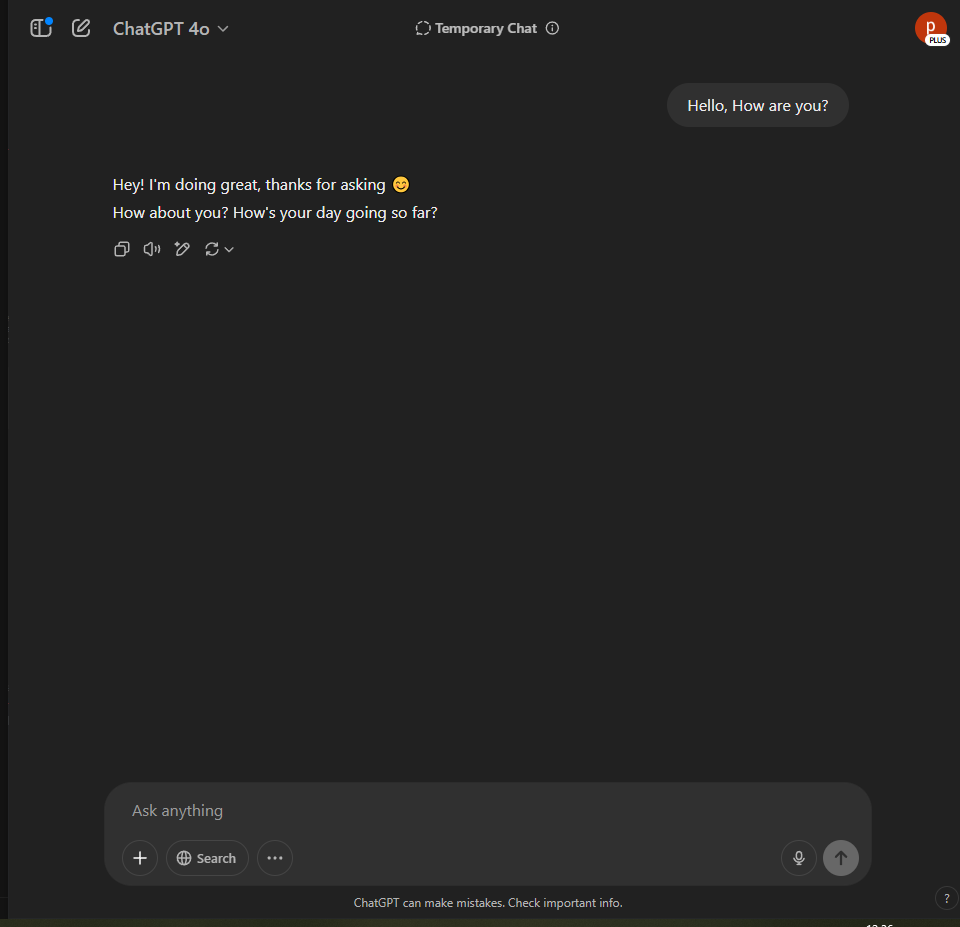 ChatGPT 4o
Temporary Chat
p
PLUS
Hello, How are you?
Hey! I'm doing great, thanks for asking 😊
How about you? How's your day going so far?
Ask anything
Search
ChatGPT can make mistakes. Check important info.
?